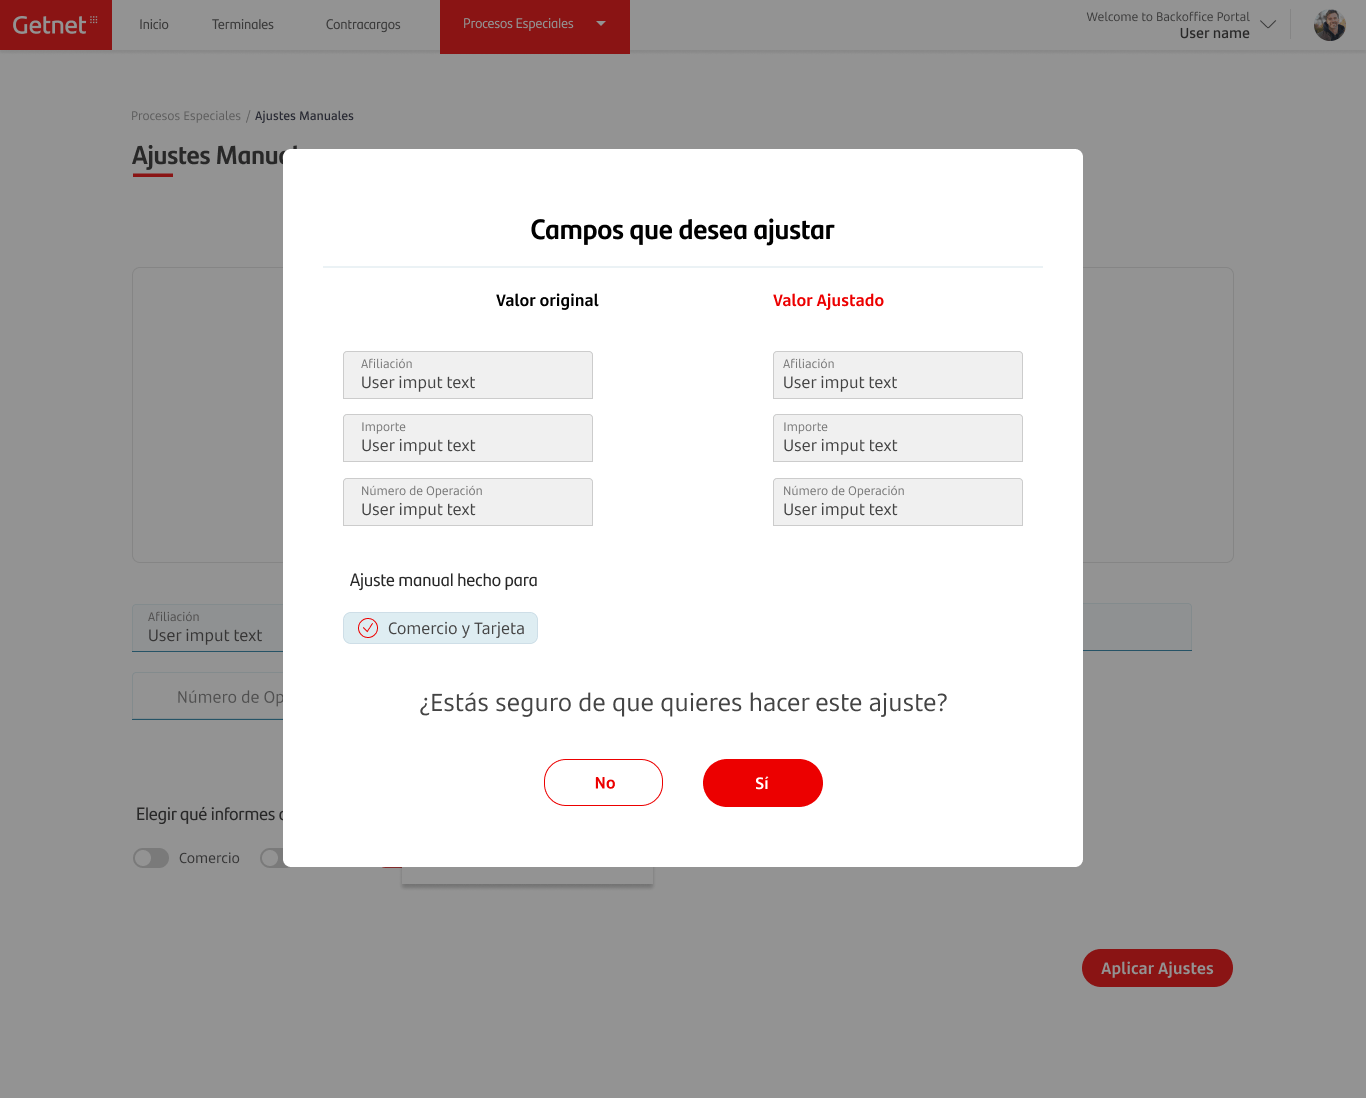 Getnet
Inicio
Terminales
Contracargos
Procesos Especiales
Welcome to Backoffice Portal
User name
Procesos Especiales / Ajustes Manuales
Ajustes Manual
Campos que desea ajustar
Valor original
Valor Ajustado
Afiliación
User imput text
Afiliación
User imput text
Importe
User imput text
Importe
User imput text
Número de Operación
User imput text
Número de Operación
User imput text
Ajuste manual hecho para
Comercio y Tarjeta
¿Estás seguro de que quieres hacer este ajuste?
No
Sí
Afiliación
User imput text
Número de Op
Elegir qué informes
Comercio
Aplicar Ajustes